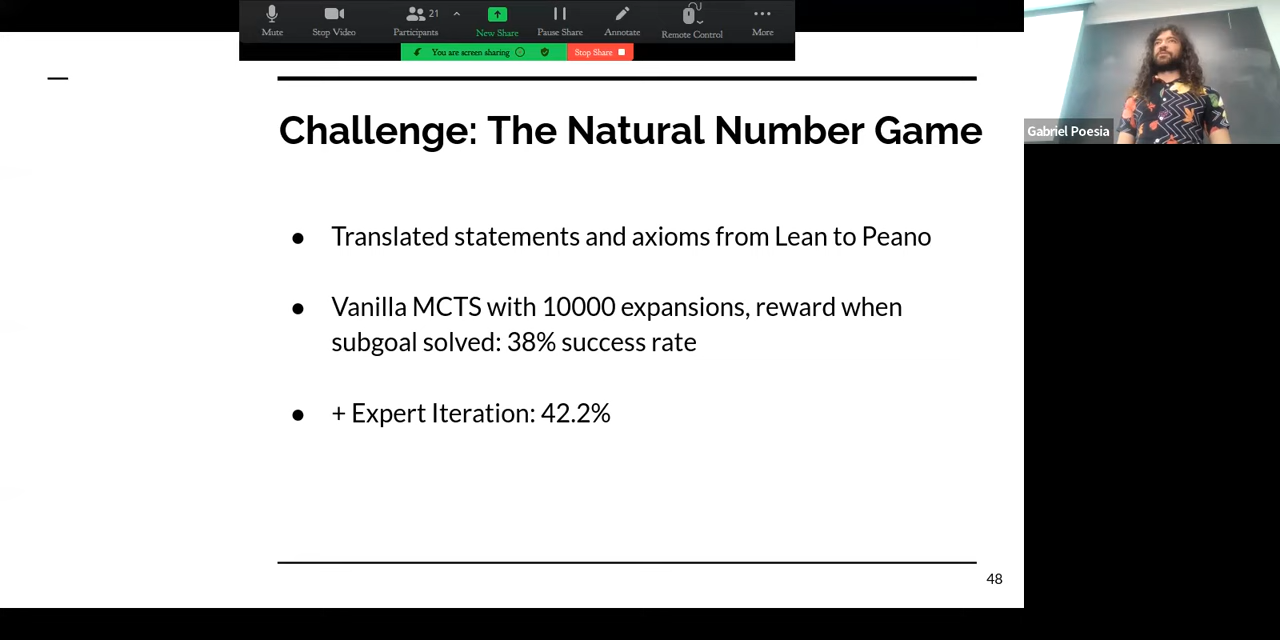 Mute
Stop Video
Participants
21
New Share
Pause Share
Annotate
Remote Control
More
You are screen sharing
Stop Share
Gabriel Poesia
Challenge: The Natural Number Game
● Translated statements and axioms from Lean to Peano
● Vanilla MCTS with 10000 expansions, reward when
subgoal solved: 38% success rate
● + Expert Iteration: 42.2%
48